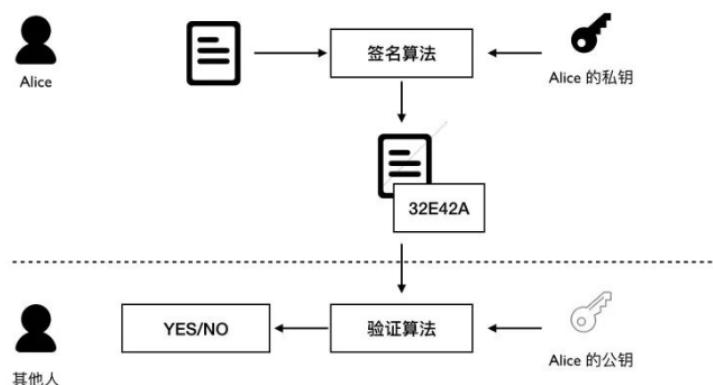 签名算法
Alice
Alice 的私钥
32E42A
YES/NO
验证算法
Alice 的公钥
其他人